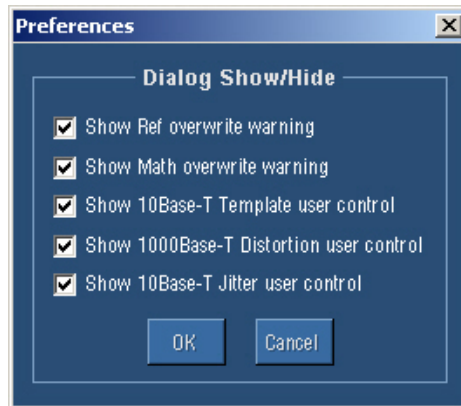 Preferences
Dialog Show/Hide
Show Ref overwrite warning
Show Math overwrite warning
Show 10Base-T Template user control
Show 1000Base-T Distortion user control
Show 10Base-T Jitter user control
OK Cancel